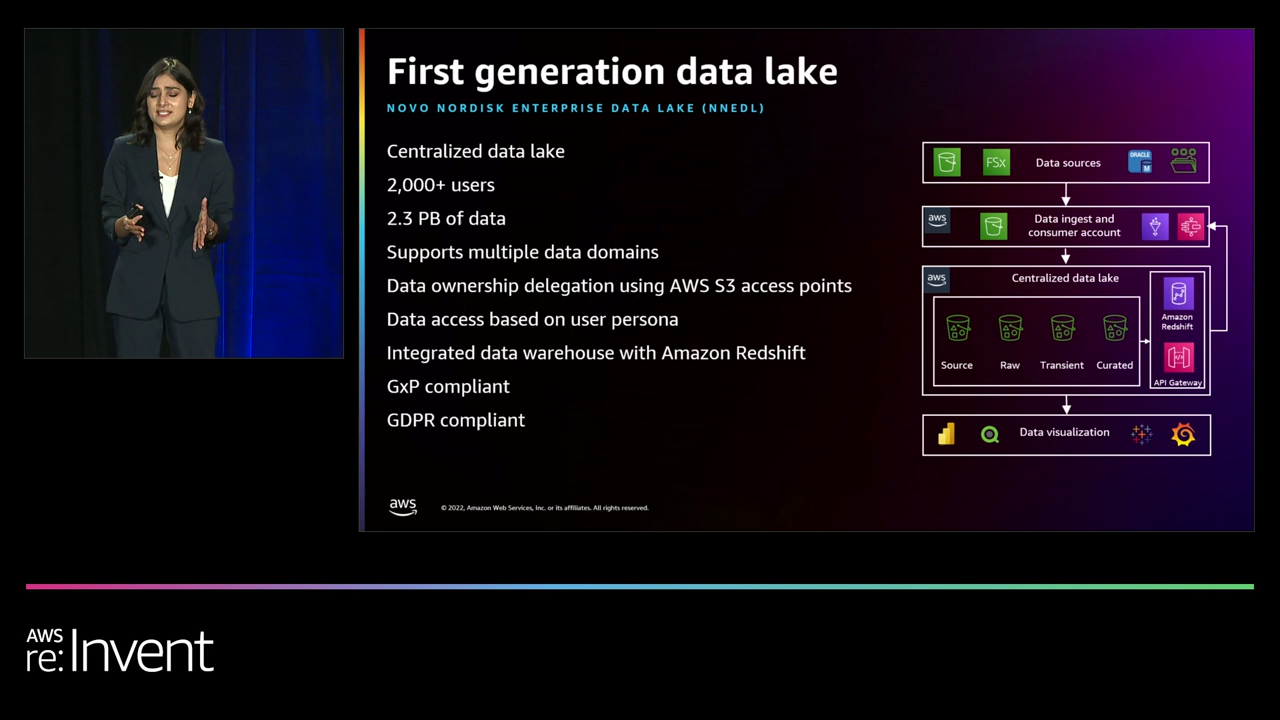 First generation data lake
NOVO NORDISK ENTERPRISE DATA LAKE (NNEDL)
Centralized data lake
2,000+ users
2.3 PB of data
Supports multiple data domains
Data ownership delegation using AWS S3 access points
Data access based on user persona
Integrated data warehouse with Amazon Redshift
GxP compliant
GDPR compliant
FSx
Data sources
ORACLE
M
aws
Data ingest and
consumer account
aws
Centralized data lake
Source
Raw
Transient
Curated
Amazon
Redshift
API Gateway
Data visualization
aws
© 2022, Amazon Web Services, Inc. or its affiliates. All rights reserved.
AWS
re:Invent